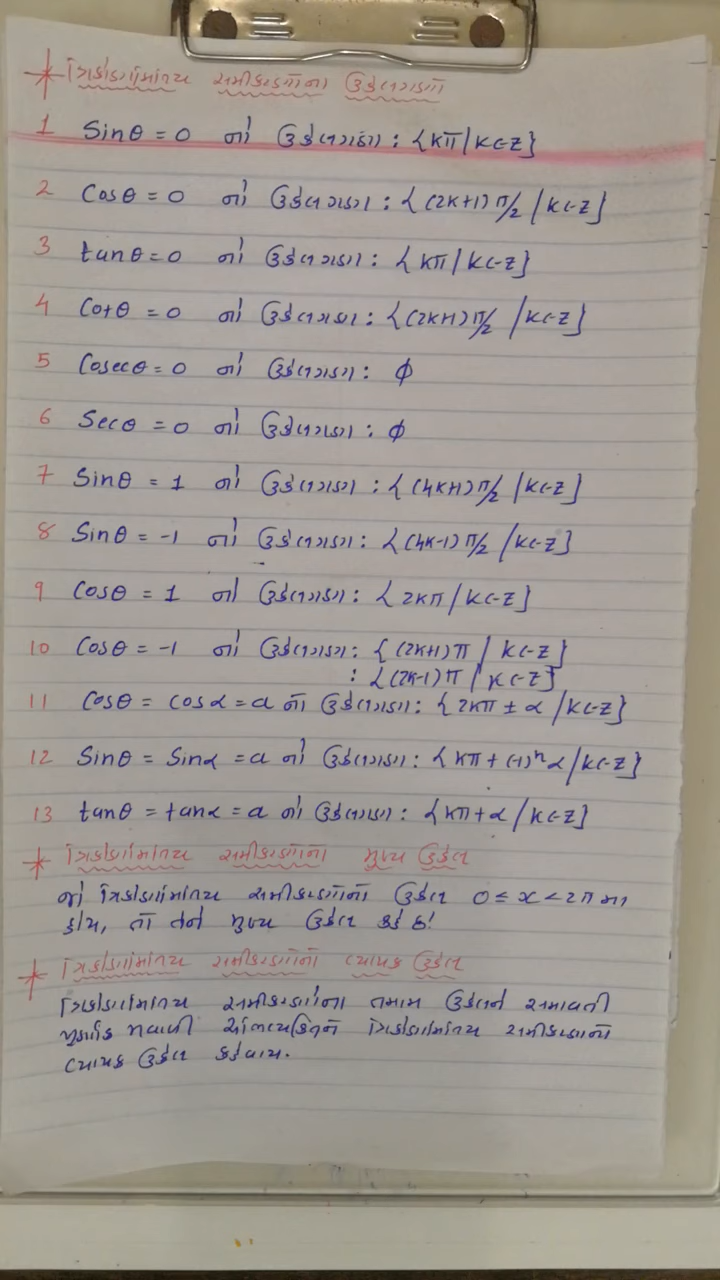 * ત્રિકોણમિતિય સમીકરણોના ઉકેલગણો
1 Sinθ = 0 નો ઉકેલગણ : {kπ/k∈Z}
2 Cosθ = 0 નો ઉકેલગણ : {(2k+1)π/2 /k∈Z}
3 tanθ = 0 નો ઉકેલગણ : {kπ/k∈Z}
4 Cotθ = 0 નો ઉકેલગણ : {(2k+1)π/2 /k∈Z}
5 Cosecθ = 0 નો ઉકેલગણ : ϕ
6 Secθ = 0 નો ઉકેલગણ : ϕ
7 Sinθ = 1 નો ઉકેલગણ : {(4k+1)π/2 /k∈Z}
8 Sinθ = -1 નો ઉકેલગણ : {(4k-1)π/2 /k∈Z}
9 Cosθ = 1 નો ઉકેલગણ : {2kπ/k∈Z}
10 Cosθ = -1 નો ઉકેલગણ : {(2k+1)π / k∈Z}
: {(2k-1)π / k∈Z}
11 Cosθ = Cosα = a નો ઉકેલગણ : {2kπ ± α /k∈Z}
12 Sinθ = Sinα = a નો ઉકેલગણ : {kπ + (-1)ⁿα/k∈Z}
13 tanθ = tanα = a નો ઉકેલગણ : {kπ+α /k∈Z}
* ત્રિકોણમિતિય સમીકરણોના મુખ્ય ઉકેલ
જો ત્રિકોણમિતિય સમીકરણોનો ઉકેલ 0 ≤ x < 2π માં
હોય, તો તેને મુખ્ય ઉકેલ કહે છે!
* ત્રિકોણમિતિય સમીકરણોનો વ્યાપક ઉકેલ
ત્રિકોણમિતિય સમીકરણોના તમામ ઉકેલને સમાવતી
પૂર્ણાંક વાળી અભિવ્યક્તિને ત્રિકોણમિતિય સમીકરણનો
વ્યાપક ઉકેલ કહેવાય.